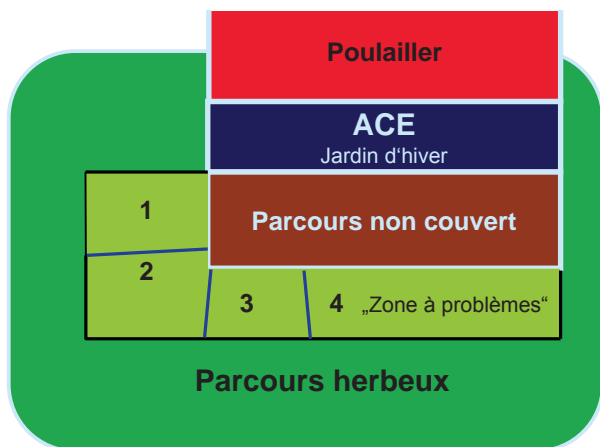 Poulailler
ACE
Jardin d'hiver
1
Parcours non couvert
2
3
4 „Zone à problèmes“
Parcours herbeux